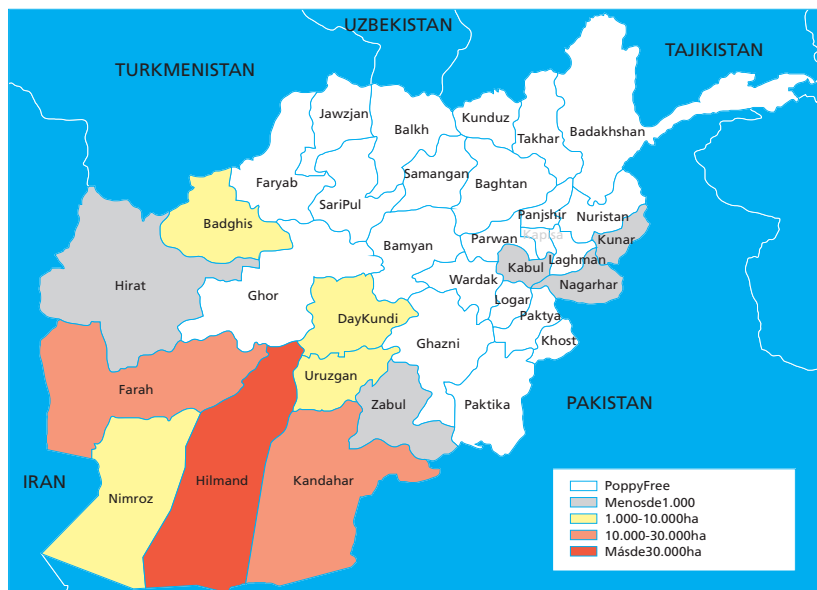 UZBEKISTAN
TAJIKISTAN
TURKMENISTAN
Jawzjan
Balkh
Kunduz
Takhar
Badakhshan
Faryab
Samangan
Baghtan
SariPul
Badghis
Panjshir
Nuristan
Kapisa
Parwan
Kunar
Bamyan
Laghman
Kabul
Hirat
Wardak
Nagarhar
Ghor
Logar
DayKundi
Paktya
Ghazni
Khost
Uruzgan
Farah
Zabul
Paktika
PAKISTAN
IRAN
Hilmand
Kandahar
Nimroz
PoppyFree
Menosde1.000
1.000-10.000ha
10.000-30.000ha
Másde30.000ha